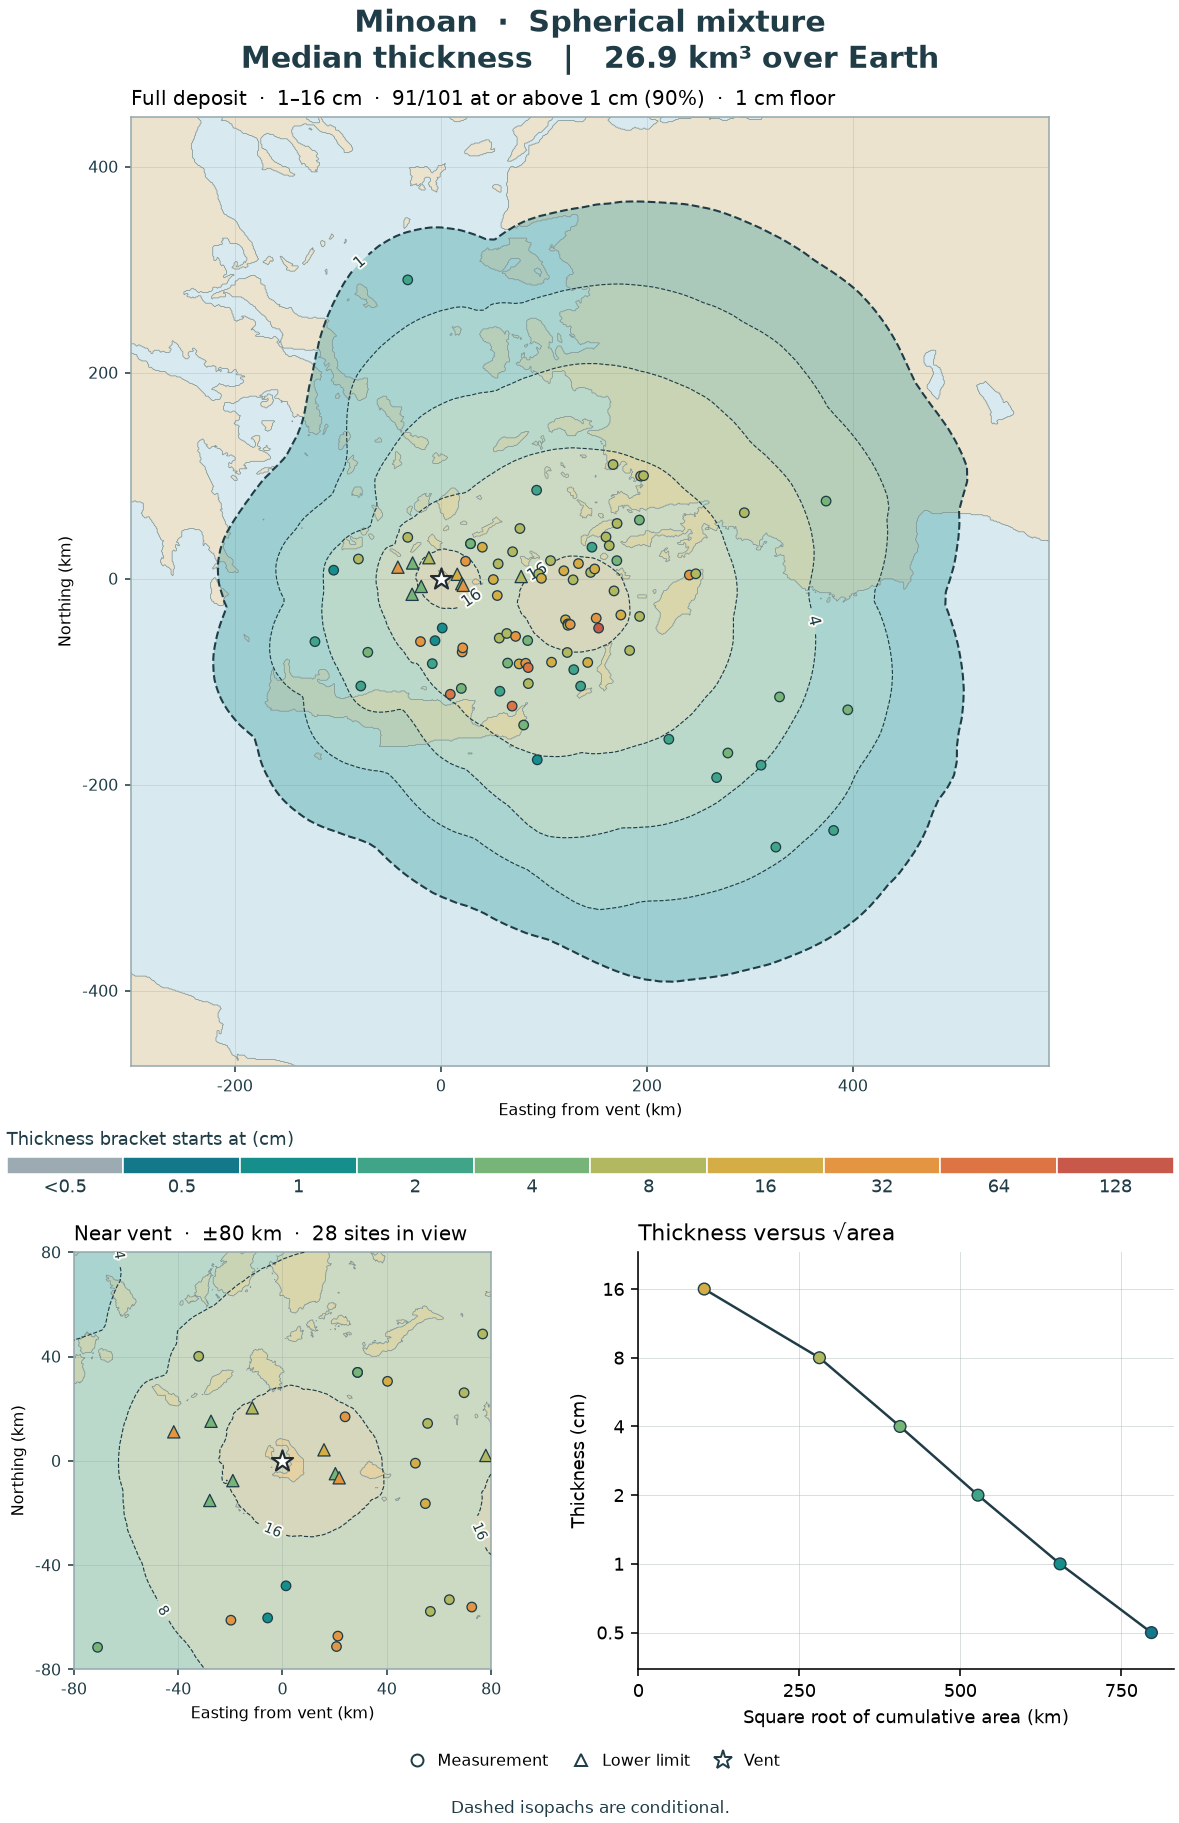 Minoan · Spherical mixture
Median thickness | 26.9 km³ over Earth
Full deposit · 1–16 cm · 91/101 at or above 1 cm (90%) · 1 cm floor
400
200
0
-200
-400
Northing (km)
1
16
16
4
-200
0
200
400
Easting from vent (km)
Thickness bracket starts at (cm)
<0.5
0.5
1
2
4
8
16
32
64
128
Near vent · ±80 km · 28 sites in view
80
40
0
-40
-80
Northing (km)
4
16
16
8
-80
-40
0
40
80
Easting from vent (km)
Thickness versus √area
16
8
4
2
1
0.5
Thickness (cm)
0
250
500
750
Square root of cumulative area (km)
Measurement
Lower limit
Vent
Dashed isopachs are conditional.